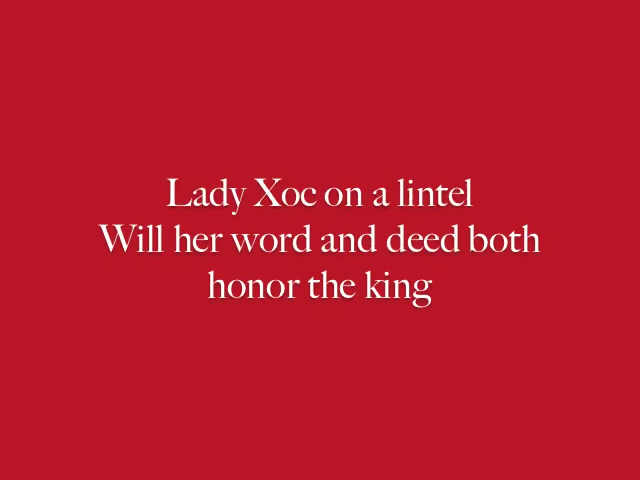 Lady Xoc on a lintel
Will her word and deed both
honor the king